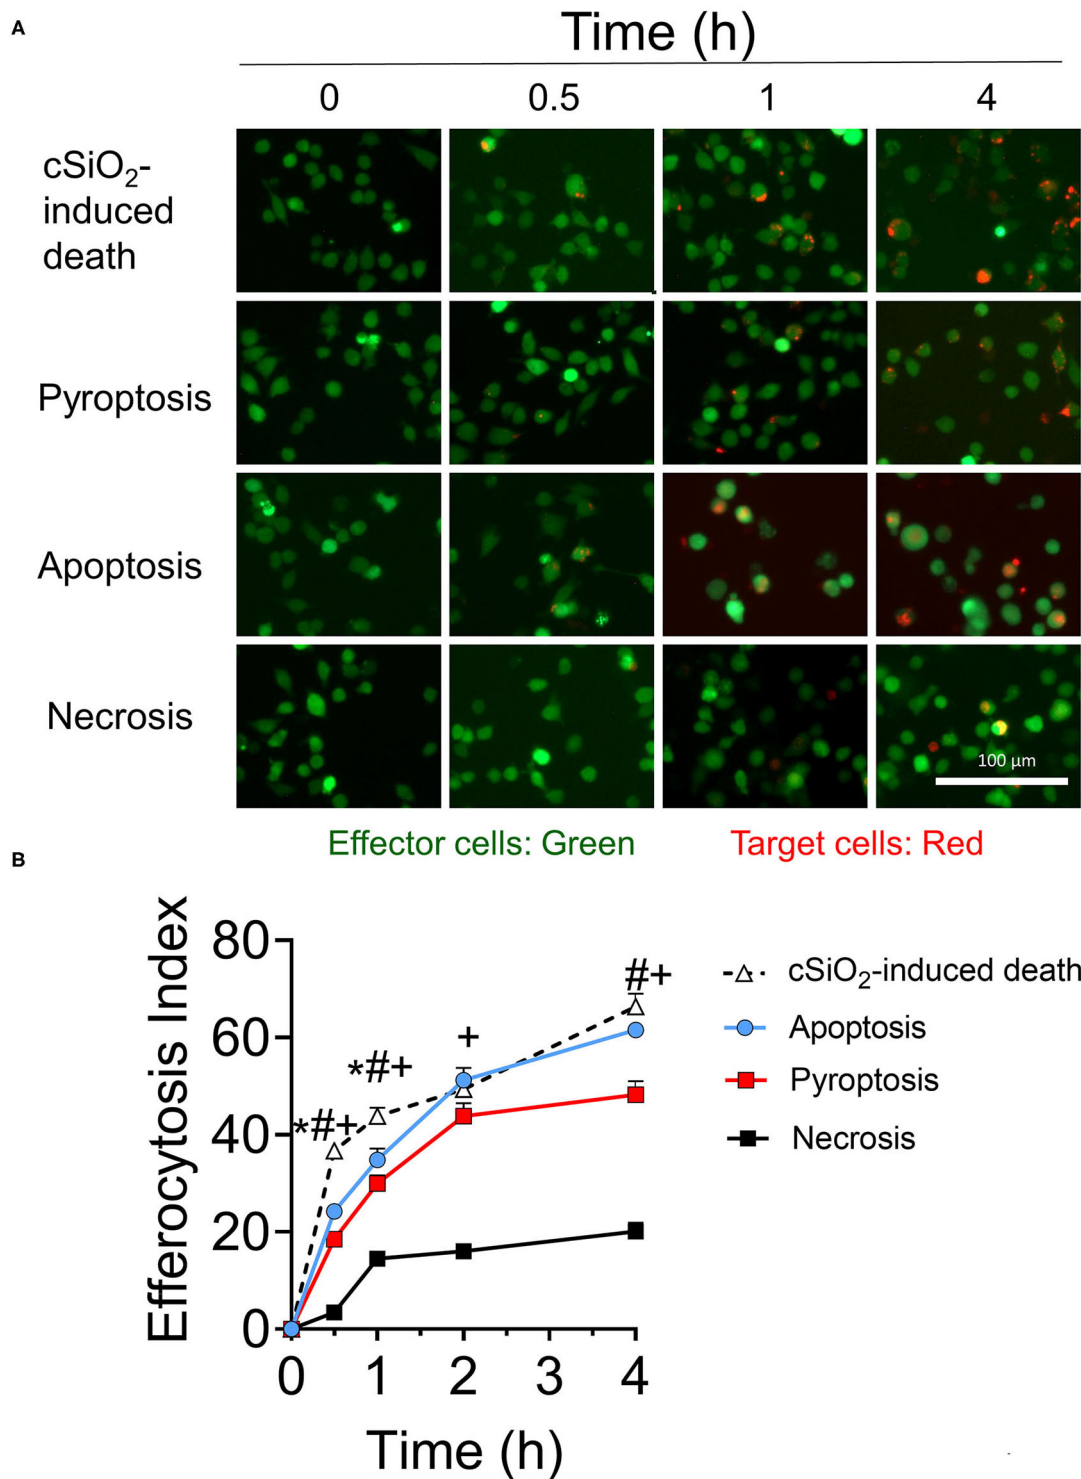 A
Time (h)
0 0.5 1 4
cSiO₂-
induced
death
Pyroptosis
Apoptosis
Necrosis
100 µm
Effector cells: Green Target cells: Red
B
Efferocytosis Index
80
60
40
20
0
*#+
*#+
+
#+
0 1 2 3 4
Time (h)
cSiO₂-induced death
Apoptosis
Pyroptosis
Necrosis